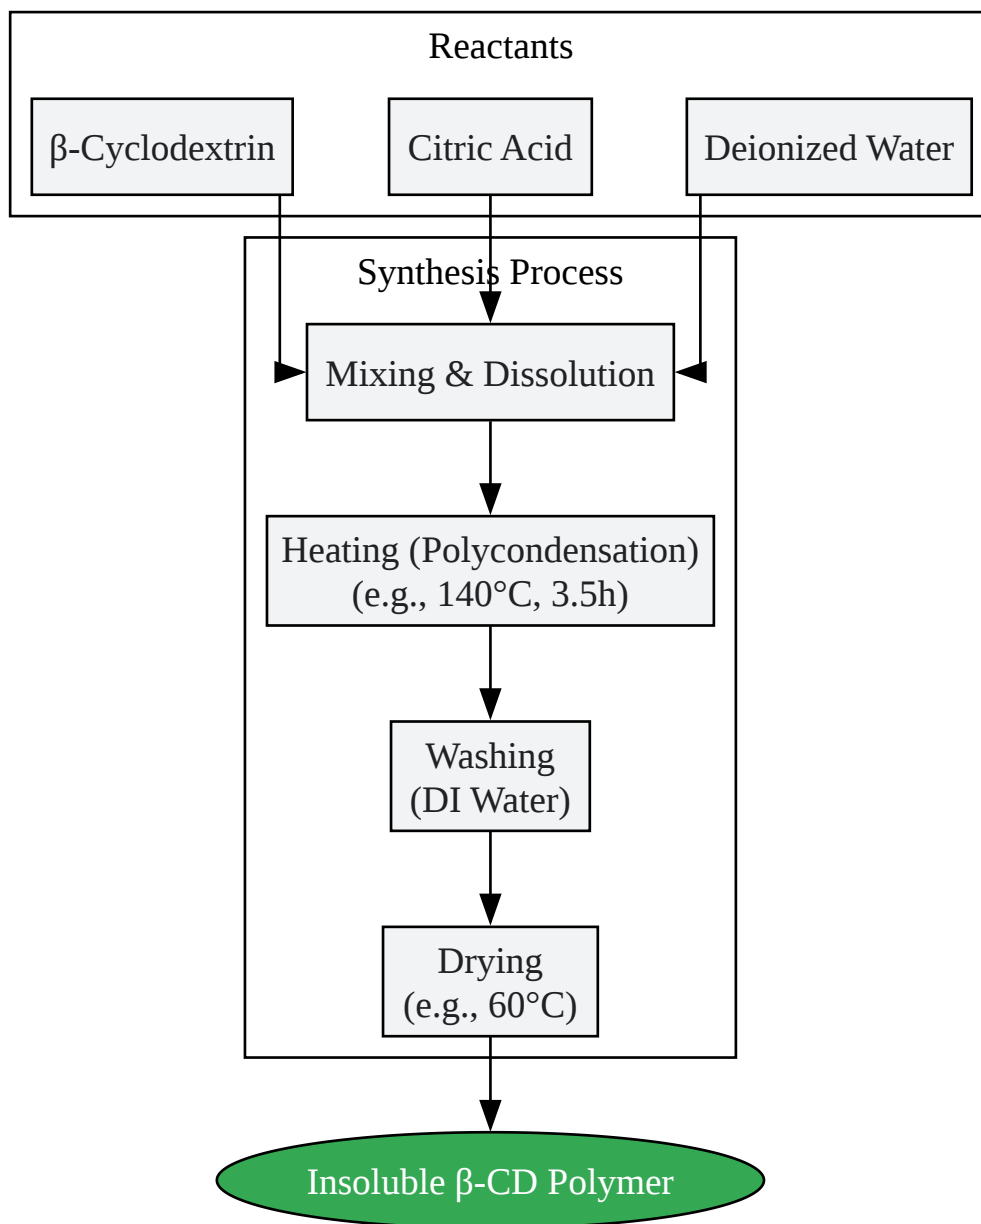 Reactants
β-Cyclodextrin
Citric Acid
Deionized Water
Synthesis Process
Mixing & Dissolution
Heating (Polycondensation)
(e.g., 140°C, 3.5h)
Washing
(DI Water)
Drying
(e.g., 60°C)
Insoluble β-CD Polymer